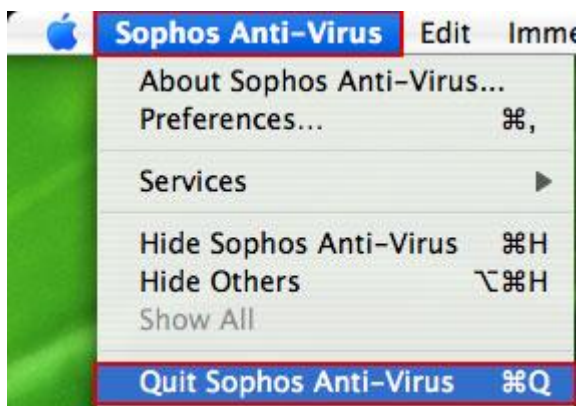 Sophos Anti-Virus Edit
About Sophos Anti-Virus...
Preferences... ⌘,
Services ▶
Hide Sophos Anti-Virus ⌘H
Hide Others ⌥⌘H
Show All
Quit Sophos Anti-Virus ⌘Q